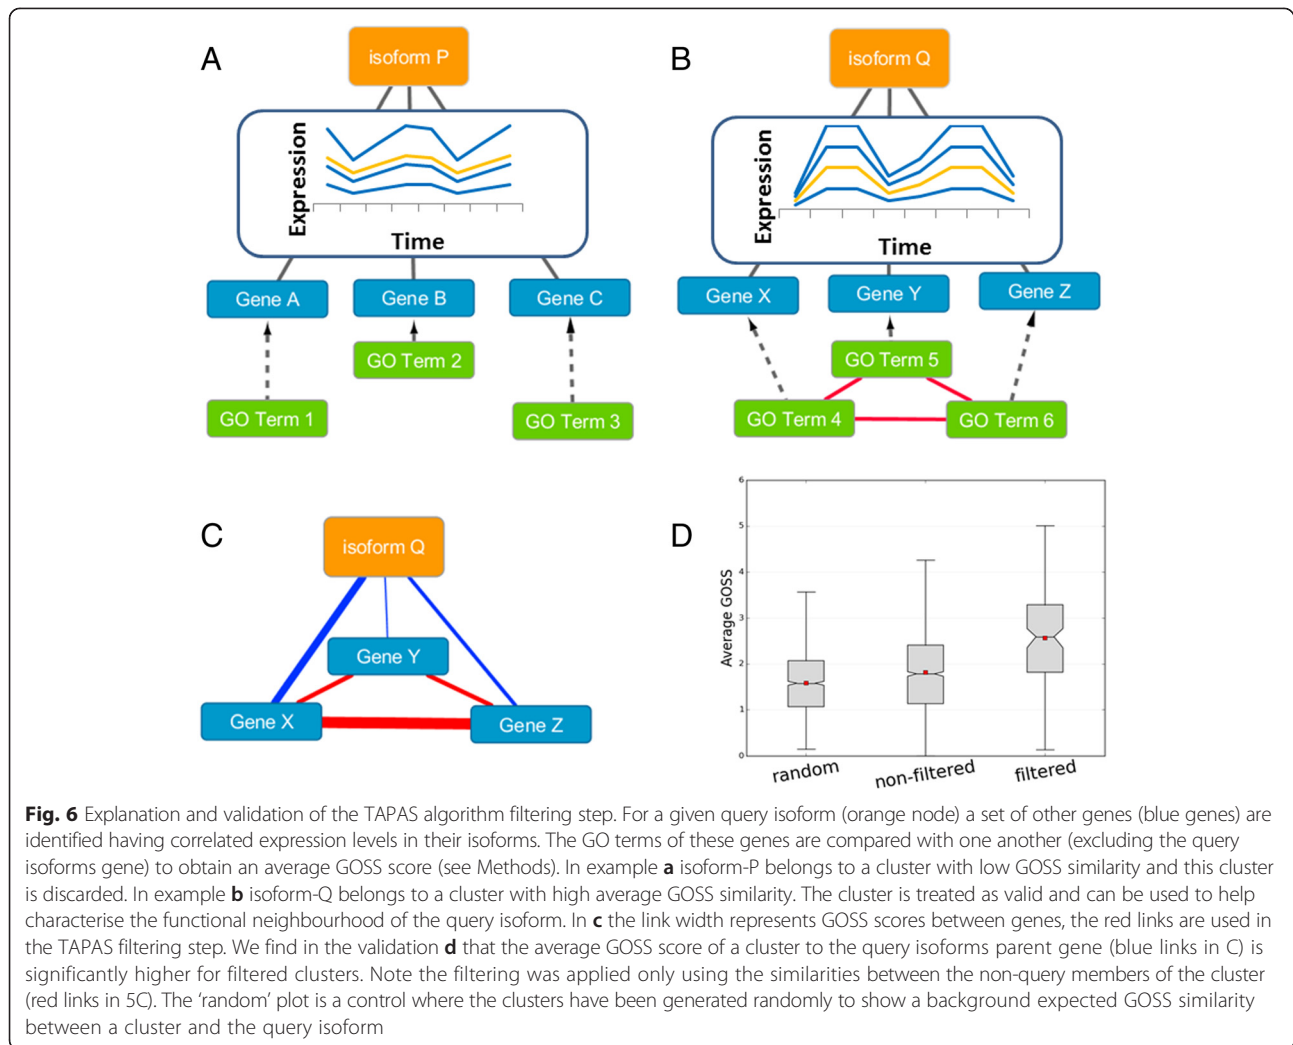 A
isoform P
Expression
Time
Gene A
Gene B
Gene C
GO Term 2
GO Term 1
GO Term 3
B
isoform Q
Expression
Time
Gene X
Gene Y
Gene Z
GO Term 5
GO Term 4
GO Term 6
C
isoform Q
Gene Y
Gene X
Gene Z
D
Average GOSS
6
5
4
3
2
1
0
random
non-filtered
filtered
Fig. 6 Explanation and validation of the TAPAS algorithm filtering step. For a given query isoform (orange node) a set of other genes (blue genes) are
identified having correlated expression levels in their isoforms. The GO terms of these genes are compared with one another (excluding the query
isoforms gene) to obtain an average GOSS score (see Methods). In example a isoform-P belongs to a cluster with low GOSS similarity and this cluster
is discarded. In example b isoform-Q belongs to a cluster with high average GOSS similarity. The cluster is treated as valid and can be used to help
characterise the functional neighbourhood of the query isoform. In c the link width represents GOSS scores between genes, the red links are used in
the TAPAS filtering step. We find in the validation d that the average GOSS score of a cluster to the query isoforms parent gene (blue links in C) is
significantly higher for filtered clusters. Note the filtering was applied only using the similarities between the non-query members of the cluster
(red links in 5C). The ‘random’ plot is a control where the clusters have been generated randomly to show a background expected GOSS similarity
between a cluster and the query isoform